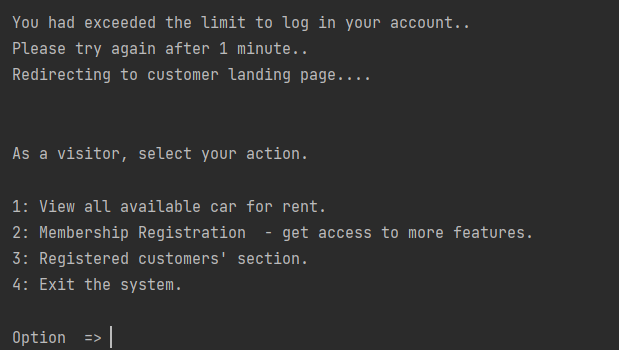 You had exceeded the limit to log in your account..
Please try again after 1 minute..
Redirecting to customer landing page....
As a visitor, select your action.
1: View all available car for rent.
2: Membership Registration  - get access to more features.
3: Registered customers' section.
4: Exit the system.
Option  =>